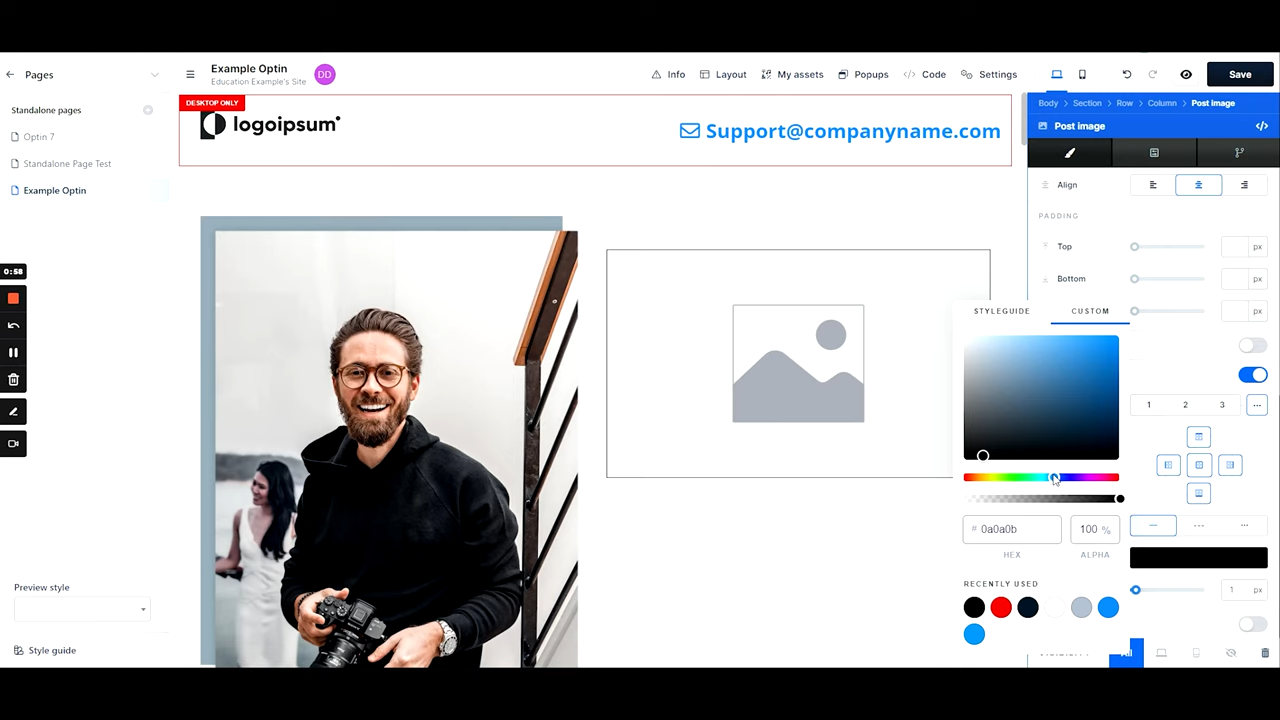 Pages
Example Optin
Education Example's Site
DD
Info
Layout
My assets
Popups
Code
Settings
Save
Standalone pages
Optin 7
Standalone Page Test
Example Optin
DESKTOP ONLY
logoipsum
Support@companyname.com
Body > Section > Row > Column > Post image
Post image
Align
PADDING
Top
px
Bottom
px
px
0:58
STYLEGUIDE
CUSTOM
1 2 3 ...
# 0a0a0b
100 %
HEX
ALPHA
RECENTLY USED
1 px
Preview style
Style guide